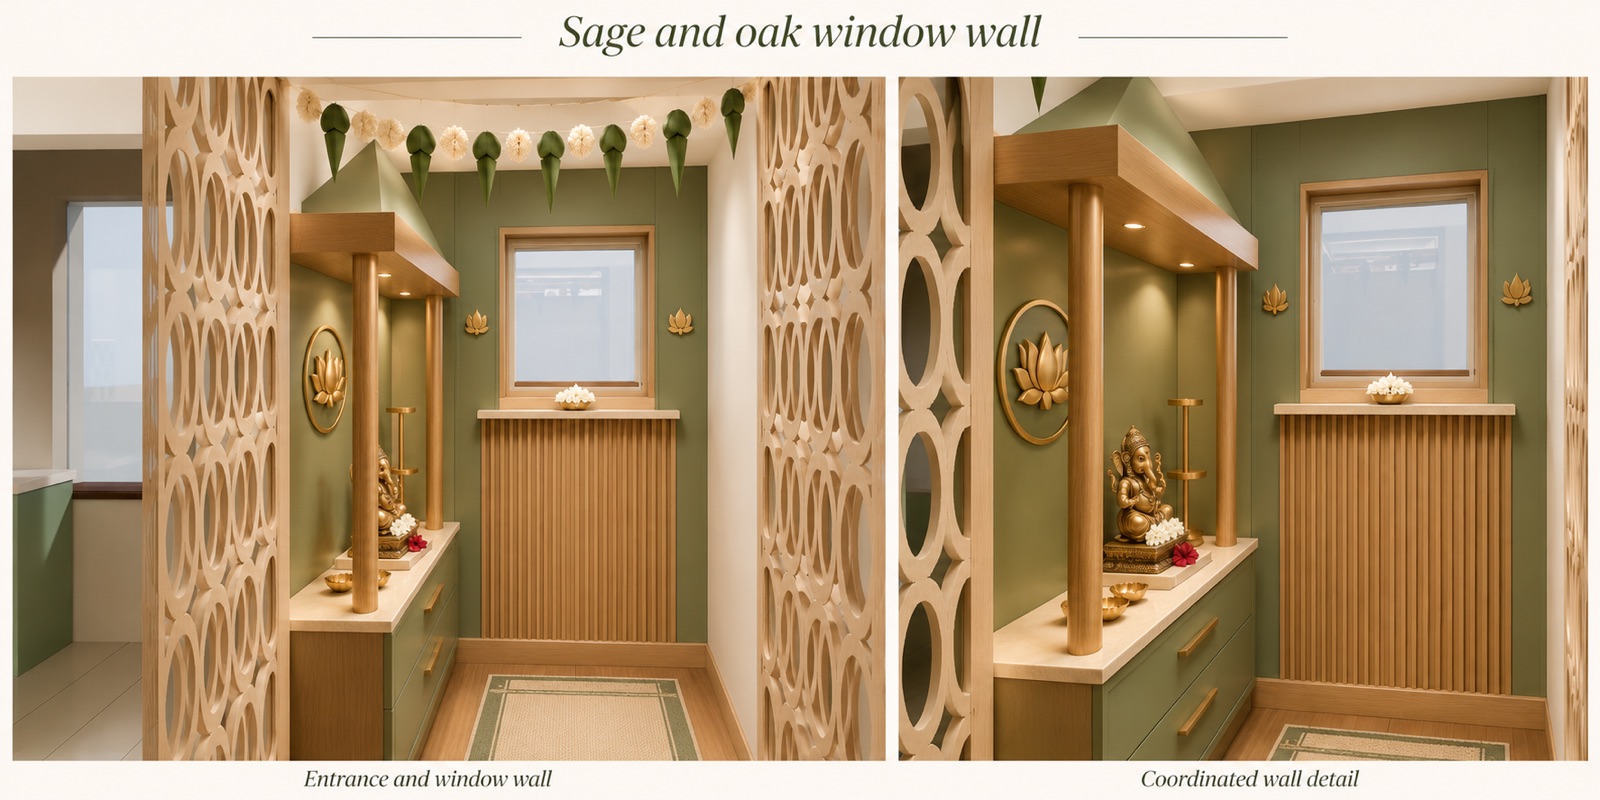 Sage and oak window wall
Entrance and window wall
Coordinated wall detail